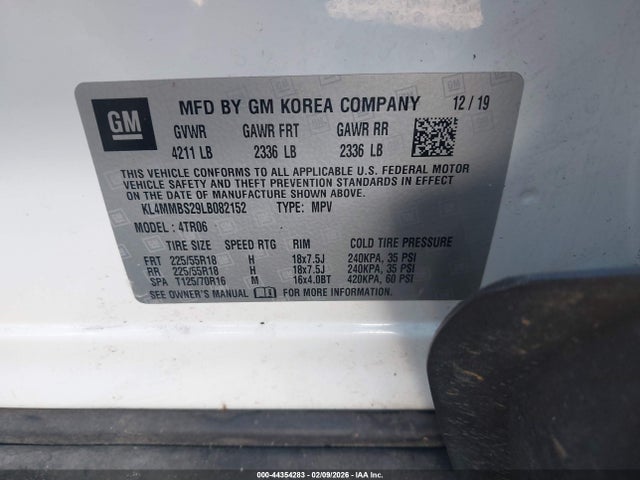 GM MFD BY GM KOREA COMPANY 12 / 19
GVWR GAWR FRT GAWR RR
4211 LB 2336 LB 2336 LB
THIS VEHICLE CONFORMS TO ALL APPLICABLE U.S. FEDERAL MOTOR
VEHICLE SAFETY AND THEFT PREVENTION STANDARDS IN EFFECT ON THE
DATE OF MANUFACTURE SHOWN ABOVE.
KL4MMBS29LB082152 TYPE: MPV
MODEL : 4TR06
TIRE SIZE SPEED RTG RIM COLD TIRE PRESSURE
FRT 225/55R18 H 18x7.5J 240KPA, 35 PSI
RR 225/55R18 H 18x7.5J 240KPA, 35 PSI
SPA T125/70R16 M 16x4.0BT 420KPA, 60 PSI
SEE OWNER'S MANUAL FOR MORE INFORMATION.
000-44354283 - 02/09/2026 - IAA Inc.